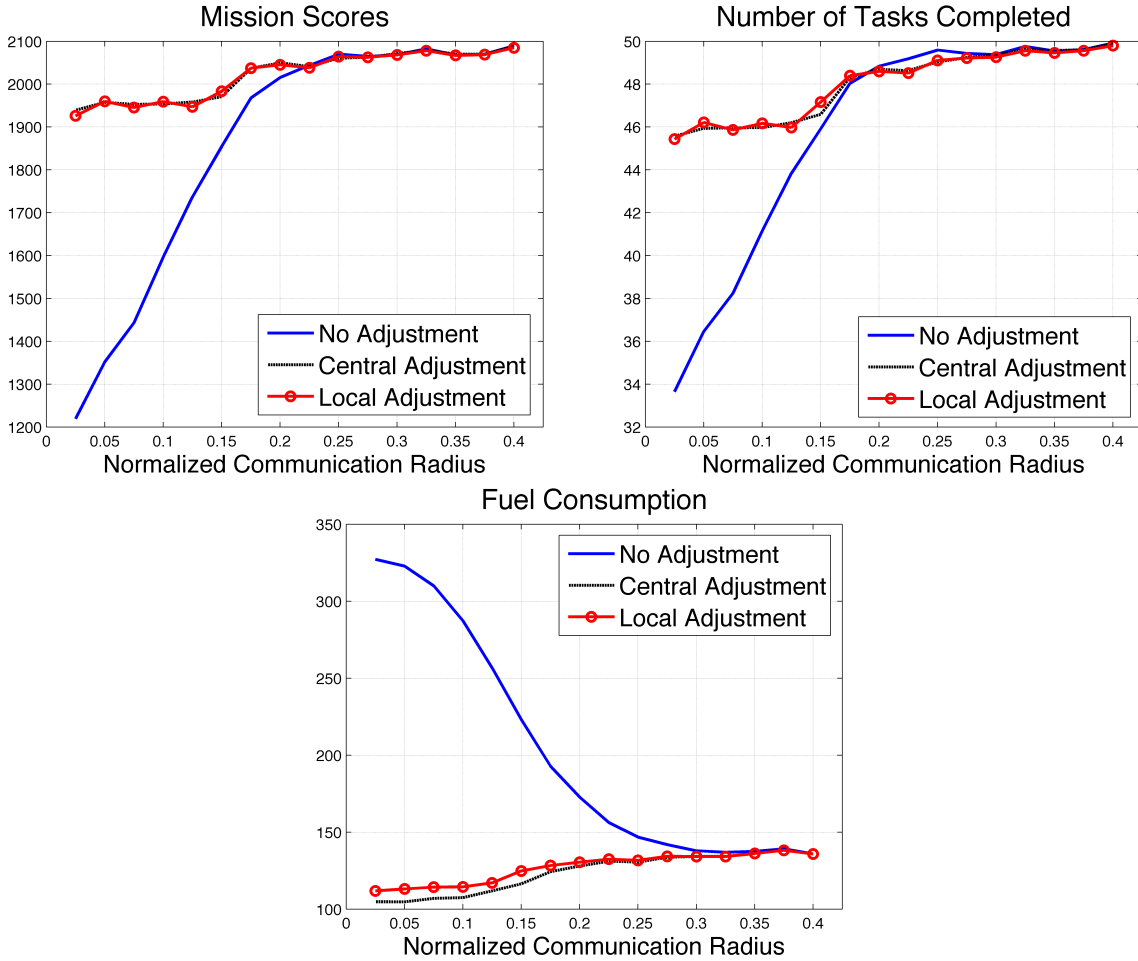 Mission Scores
2100
2000
1900
1800
1700
1600
1500
1400
1300
1200
No Adjustment
Central Adjustment
Local Adjustment
0 0.05 0.1 0.15 0.2 0.25 0.3 0.35 0.4
Normalized Communication Radius
Number of Tasks Completed
50
48
46
44
42
40
38
36
34
32
No Adjustment
Central Adjustment
Local Adjustment
0 0.05 0.1 0.15 0.2 0.25 0.3 0.35 0.4
Normalized Communication Radius
Fuel Consumption
350
300
250
200
150
100
No Adjustment
Central Adjustment
Local Adjustment
0 0.05 0.1 0.15 0.2 0.25 0.3 0.35 0.4
Normalized Communication Radius